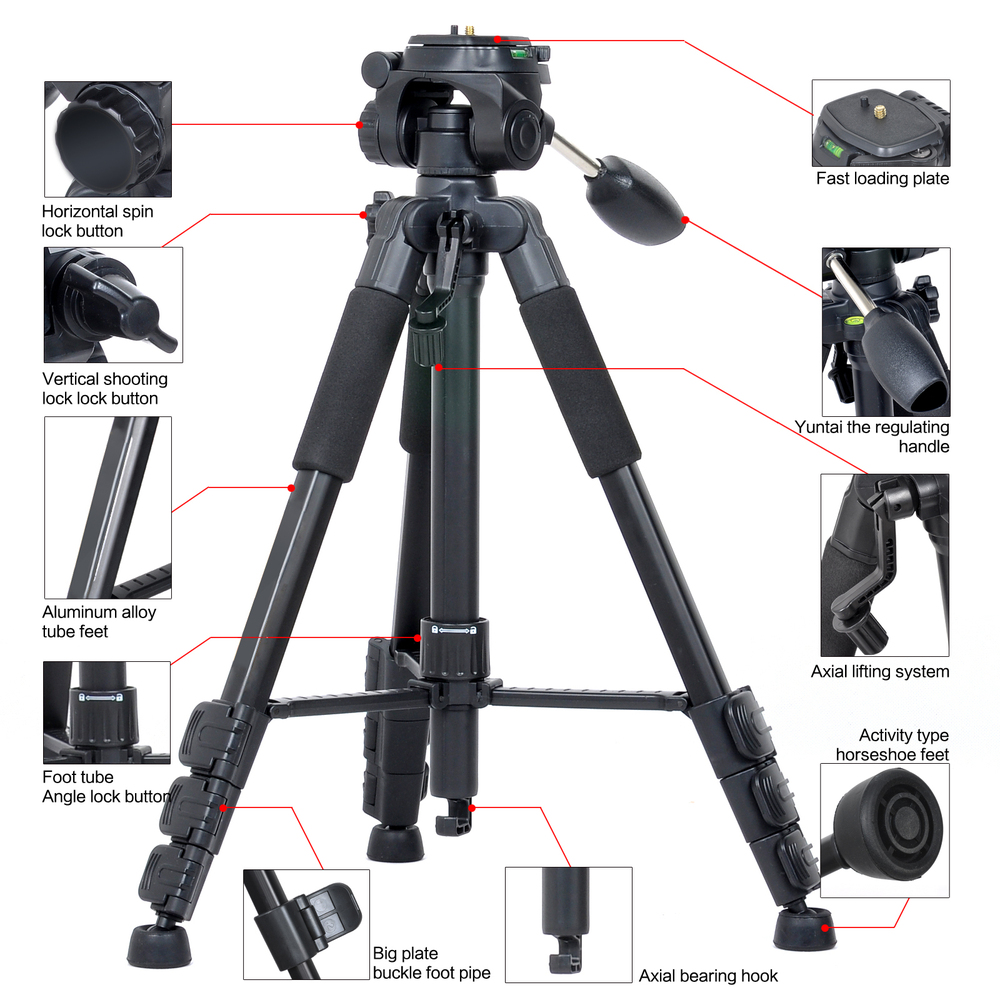 Fast loading plate
Horizontal spin
lock button
Vertical shooting
lock lock button
Yuntai the regulating
handle
Aluminum alloy
tube feet
Axial lifting system
Activity type
horseshoe feet
Foot tube
Angle lock button
Big plate
buckle foot pipe
Axial bearing hook